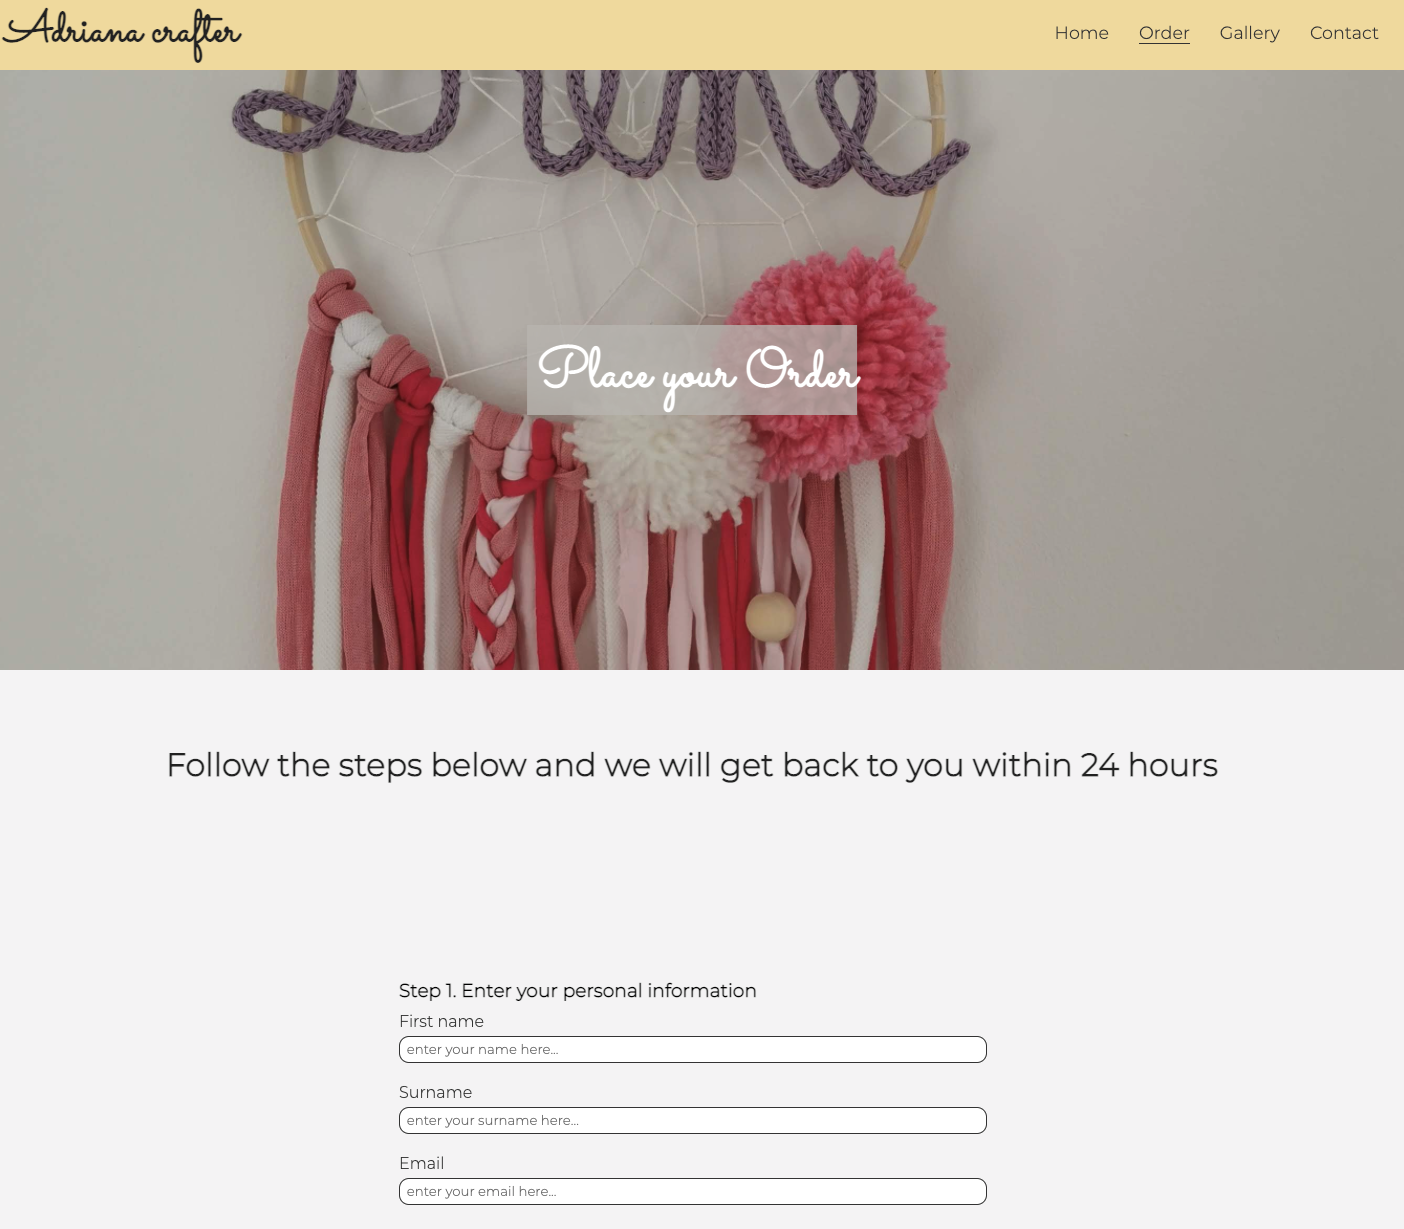 Adriana crafter
Home Order Gallery Contact
Place your Order
Follow the steps below and we will get back to you within 24 hours
Step 1. Enter your personal information
First name
enter your name here...
Surname
enter your surname here...
Email
enter your email here...